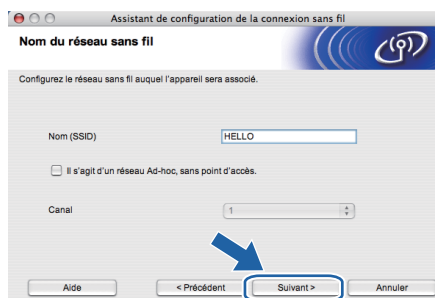 Assistant de configuration de la connexion sans fil
Nom du réseau sans fil
Configurez le réseau sans fil auquel l'appareil sera associé.
Nom (SSID)
HELLO
Il s'agit d'un réseau Ad-hoc, sans point d'accès.
Canal
1
Aide
< Précédent
Suivant >
Annuler